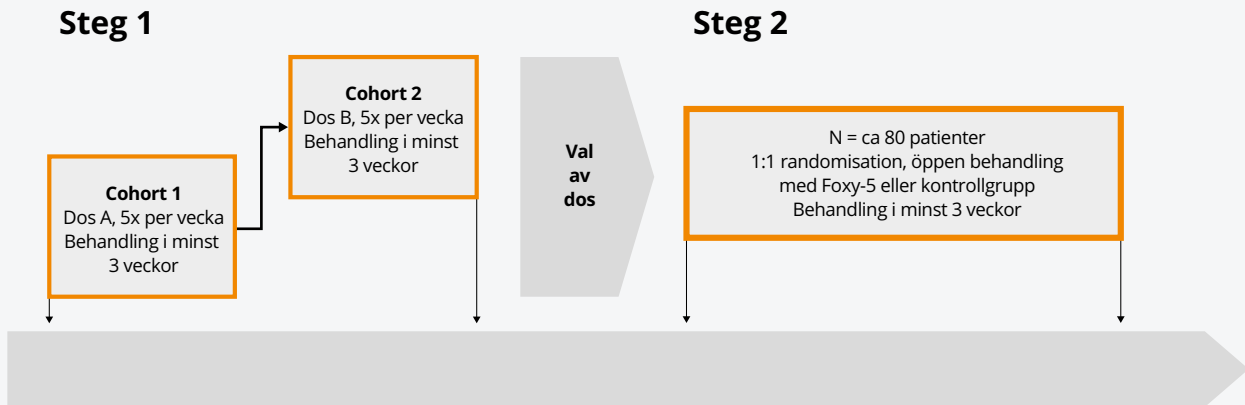 Steg 1
Cohort 1
Dos A, 5x per vecka
Behandling i minst
3 veckor
Cohort 2
Dos B, 5x per vecka
Behandling i minst
3 veckor
Val
av
dos
Steg 2
N = ca 80 patienter
1:1 randomisation, öppen behandling
med Foxy-5 eller kontrollgrupp
Behandling i minst 3 veckor